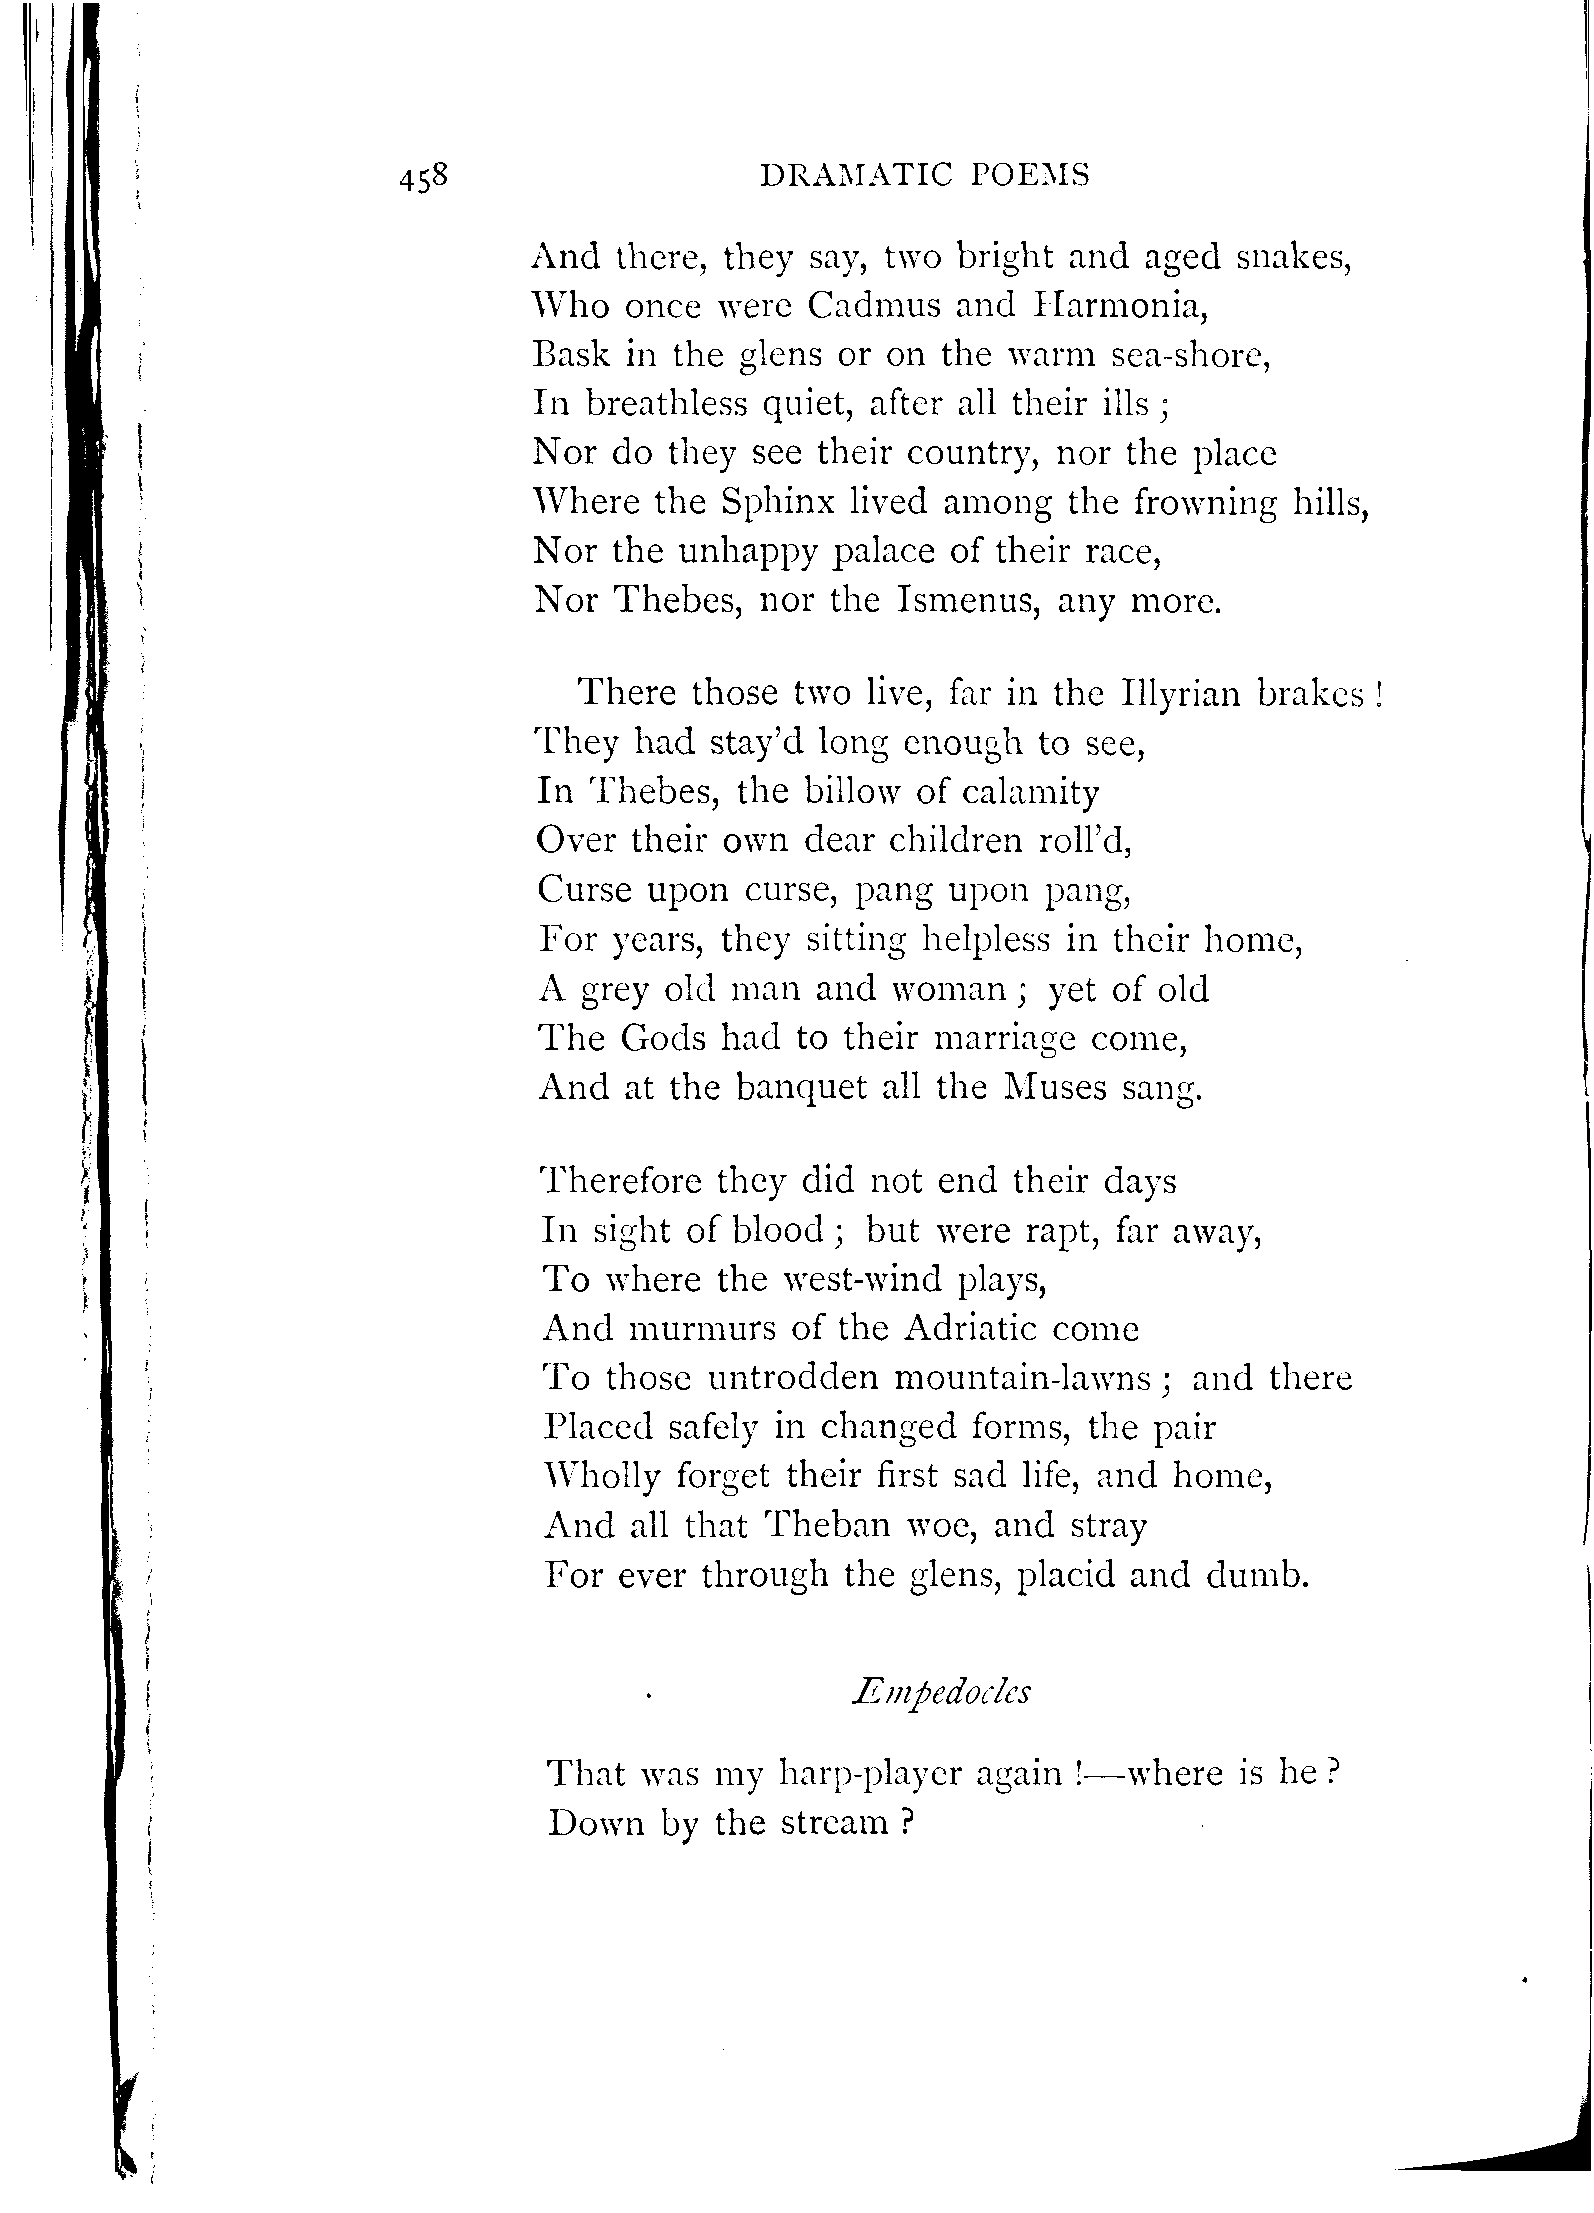 458 DRAMATIC POEMS
And there, they say, two bright and aged snakes,
Who once were Cadmus and Harmonia,
Bask in the glens or on the warm sea-shore,
In breathless quiet, after all their ills ;
Nor do they see their country, nor the place
Where the Sphinx lived among the frowning hills,
Nor the unhappy palace of their race,
Nor Thebes, nor the Ismenus, any more.
There those two live, far in the Illyrian brakes !
They had stay'd long enough to see,
In Thebes, the billow of calamity
Over their own dear children roll'd,
Curse upon curse, pang upon pang,
For years, they sitting helpless in their home,
A grey old man and woman ; yet of old
The Gods had to their marriage come,
And at the banquet all the Muses sang.
Therefore they did not end their days
In sight of blood ; but were rapt, far away,
To where the west-wind plays,
And murmurs of the Adriatic come
To those untrodden mountain-lawns ; and there
Placed safely in changed forms, the pair
Wholly forget their first sad life, and home,
And all that Theban woe, and stray
For ever through the glens, placid and dumb.
Empedocles
That was my harp-player again !—where is he ?
Down by the stream ?